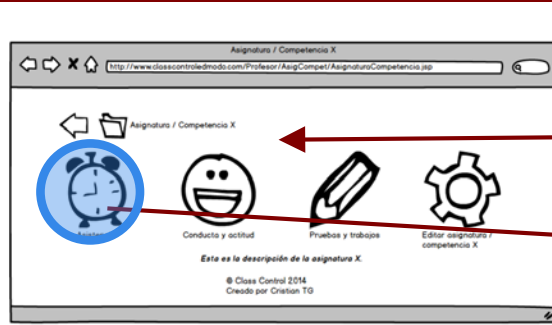 Asignatura / Competencia X
http://www.classcontroledmodo.com/Profesor/AsigCompet/AsignaturaCompetencia.jsp
Asignatura / Competencia X
Conducta y actitud
Pruebas y trabajos
Editar asignatura /
competencia X
Esta es la descripción de la asignatura X.
© Class Control 2014
Creado por Cristian TG